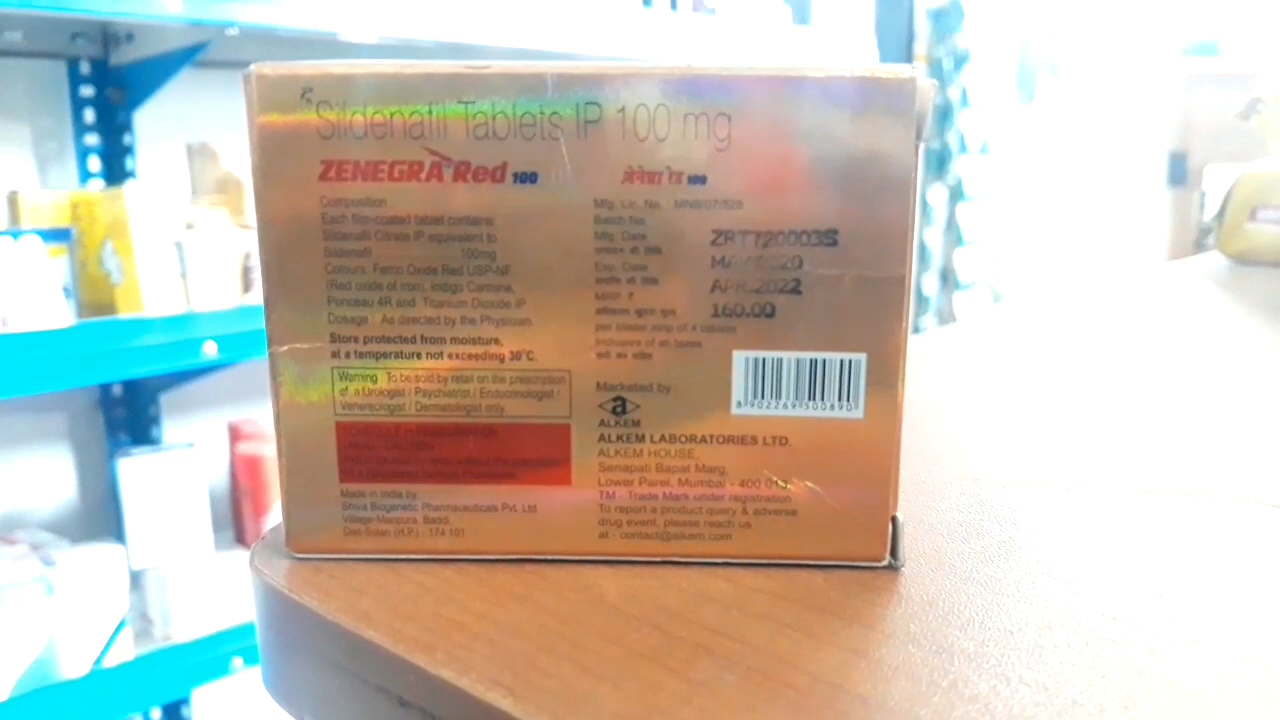 Sildenafil Tablets IP 100 mg
ZENEGRA Red 100
जेनेग्रा रेड 100
Composition
Each film-coated tablet contains:
Sildenafil Citrate IP equivalent to
Sildenafil 100mg
Colours: Ferric Oxide Red USP-NF
(Red oxide of iron), Indigo Carmine,
Ponceau 4R and Titanium Dioxide IP
Dosage : As directed by the Physician.
Store protected from moisture,
at a temperature not exceeding 30°C.
Warning : To be sold by retail on the prescription
of a Urologist / Psychiatrist / Endocrinologist /
Venereologist / Dermatologist only.
Made in India by:
Shiva Biogenetic Pharmaceuticals Pvt. Ltd.
Village-Manpura, Baddi,
Dist-Solan (H.P.) - 174 101
Mfg. Lic. No. :
Batch No.
ZRT720003S
Mfg. Date
Exp. Date
APR.2022
MRP ₹
160.00
per blister strip of 4 tablets
Inclusive of all taxes
8 902269 500890
Marketed by :
a
ALKEM
ALKEM LABORATORIES LTD.
ALKEM HOUSE,
Senapati Bapat Marg,
Lower Parel, Mumbai - 400 013.
TM - Trade Mark under registration
To report a product query & adverse
drug event, please reach us
at - contact@alkem.com